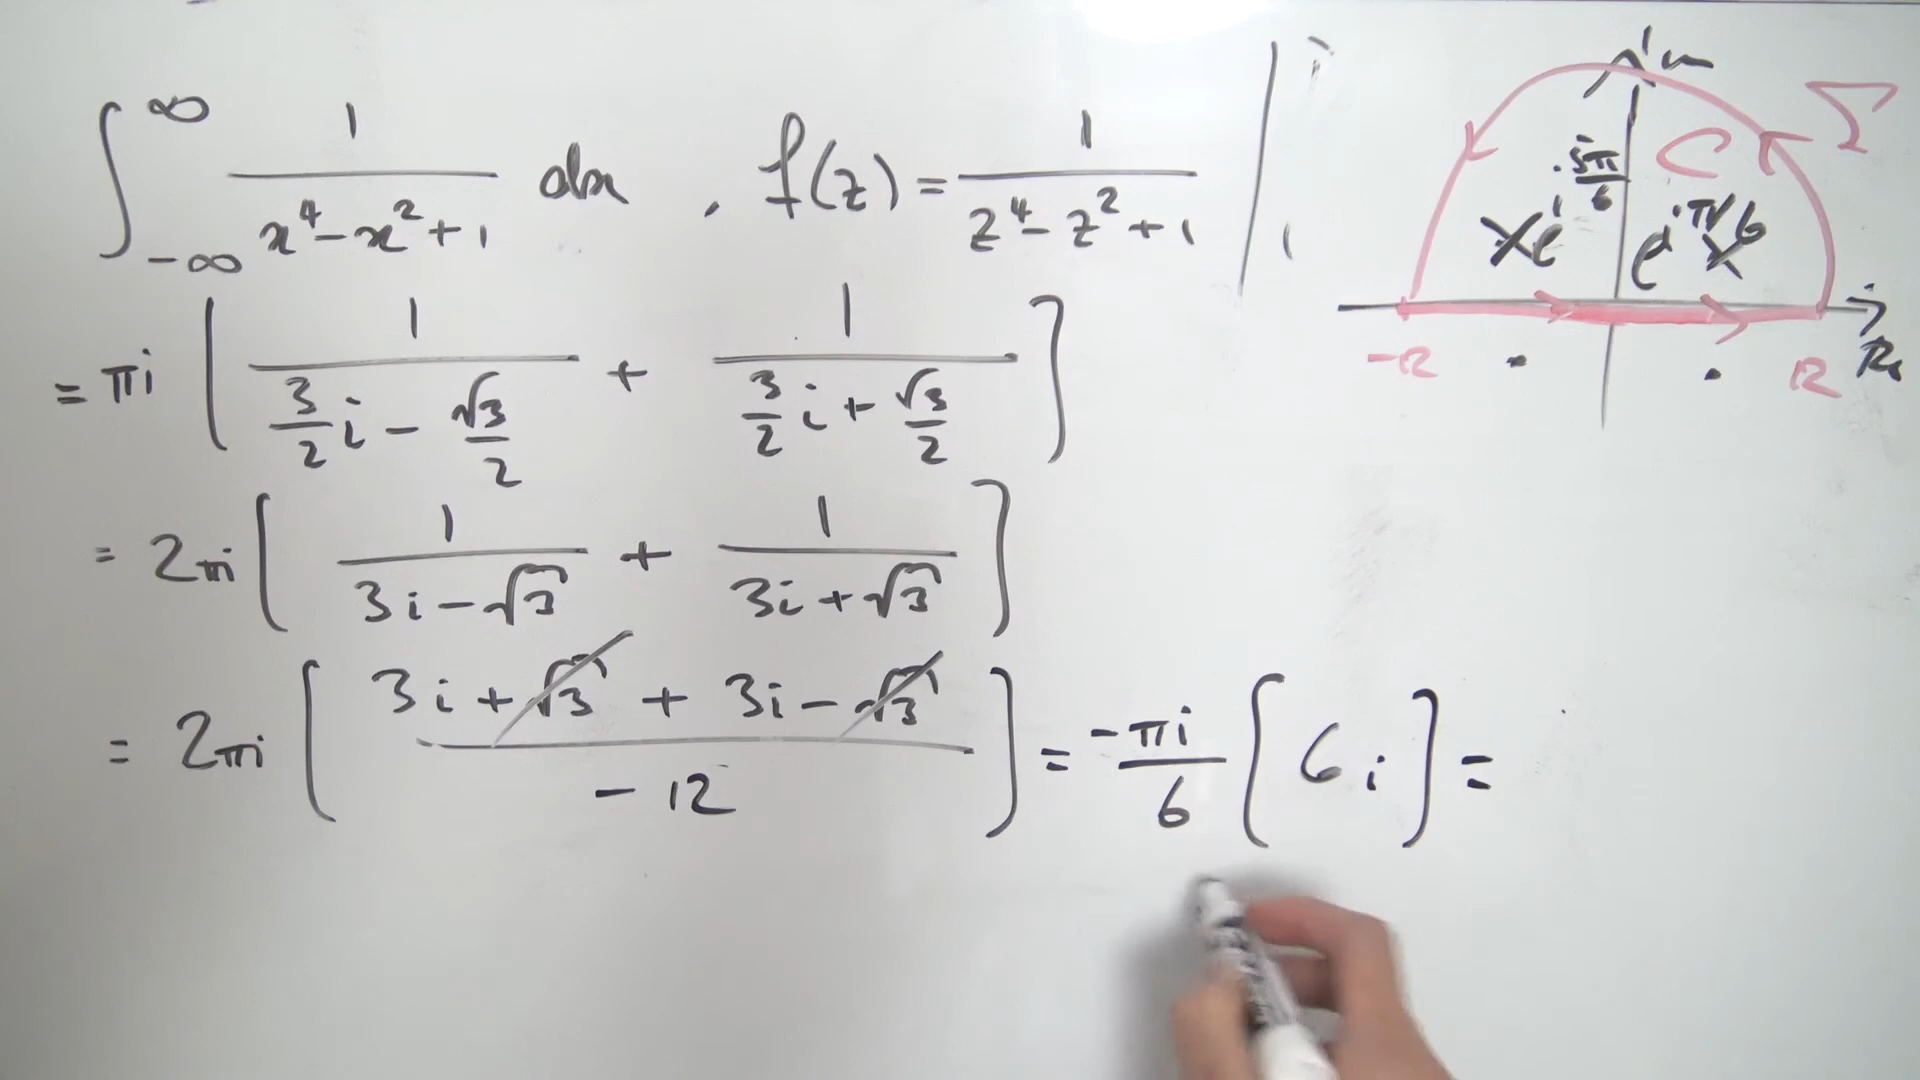 ∫_{-∞}^{∞} 1/(x⁴-x²+1) dx , f(z) = 1/(z⁴-z²+1)
= πi [ 1/(3/2 i - √3/2) + 1/(3/2 i + √3/2) ]
= 2πi [ 1/(3i-√3) + 1/(3i+√3) ]
= 2πi [ (3i+√3 + 3i-√3)/-12 ] = -πi/6 [6i] =
Im
C
e^{i5π/6}
e^{iπ/6}
-R
R
Re